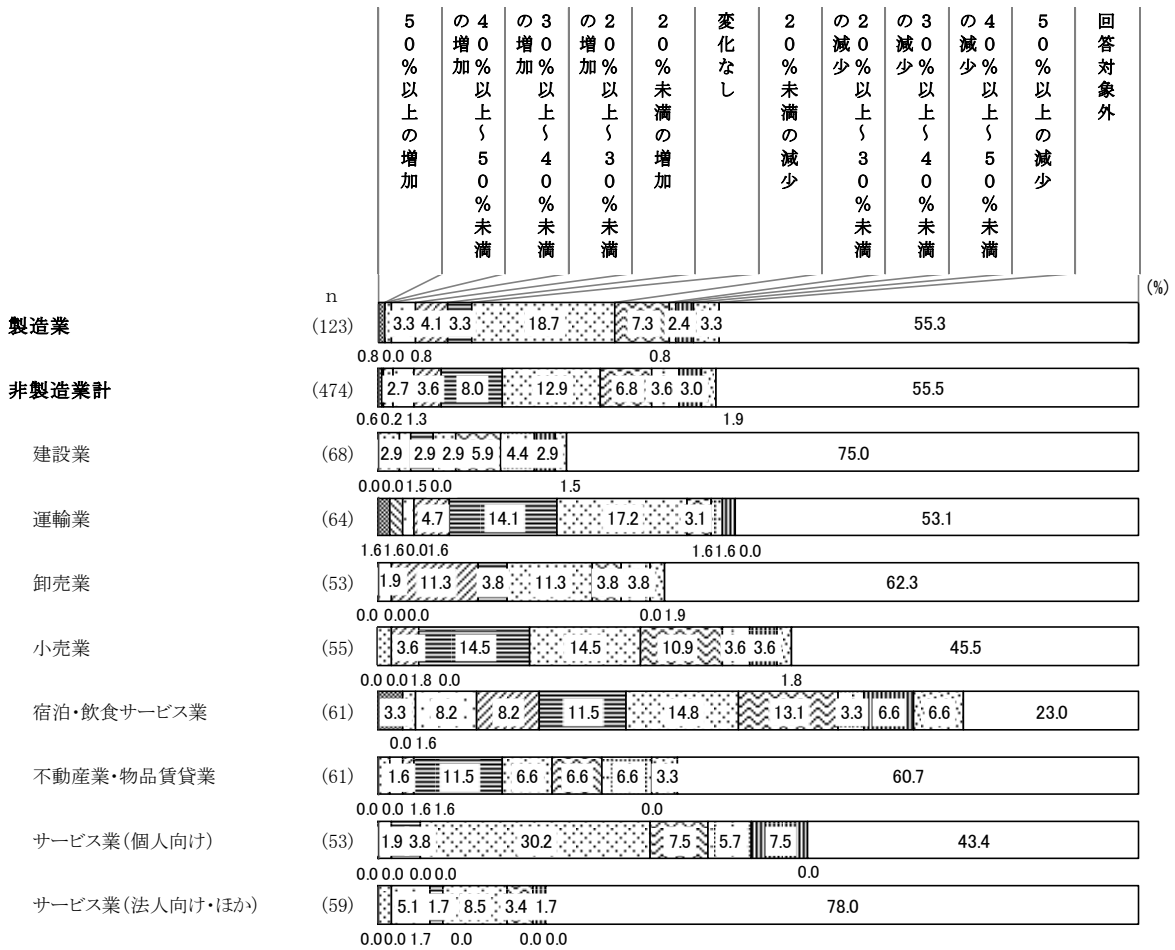 50%以上の増加
40%以上～50%未満の増加
30%以上～40%未満の増加
20%以上～30%未満の増加
20%未満の増加
変化なし
20%未満の減少
20%以上～30%未満の減少
30%以上～40%未満の減少
40%以上～50%未満の減少
50%以上の減少
回答対象外
n
(%)
製造業 (123) 3.3 4.1 3.3 18.7 7.3 2.4 3.3 55.3
0.8 0.0 0.8 0.8
非製造業計 (474) 2.7 3.6 8.0 12.9 6.8 3.6 3.0 55.5
0.6 0.2 1.3 1.9
建設業 (68) 2.9 2.9 2.9 5.9 4.4 2.9 75.0
0.0 0.0 1.5 0.0 1.5
運輸業 (64) 4.7 14.1 17.2 3.1 53.1
1.6 1.6 0.0 1.6 1.6 1.6 0.0
卸売業 (53) 1.9 11.3 3.8 11.3 3.8 3.8 62.3
0.0 0.0 0.0 0.0 1.9
小売業 (55) 3.6 14.5 14.5 10.9 3.6 3.6 45.5
0.0 0.0 1.8 0.0 1.8
宿泊・飲食サービス業 (61) 3.3 8.2 8.2 11.5 14.8 13.1 3.3 6.6 6.6 23.0
0.0 1.6
不動産業・物品賃貸業 (61) 1.6 11.5 6.6 6.6 6.6 3.3 60.7
0.0 0.0 1.6 1.6 0.0
サービス業(個人向け) (53) 1.9 3.8 30.2 7.5 5.7 7.5 43.4
0.0 0.0 0.0 0.0 0.0
サービス業(法人向け・ほか) (59) 5.1 1.7 8.5 3.4 1.7 78.0
0.0 0.0 1.7 0.0 0.0 0.0